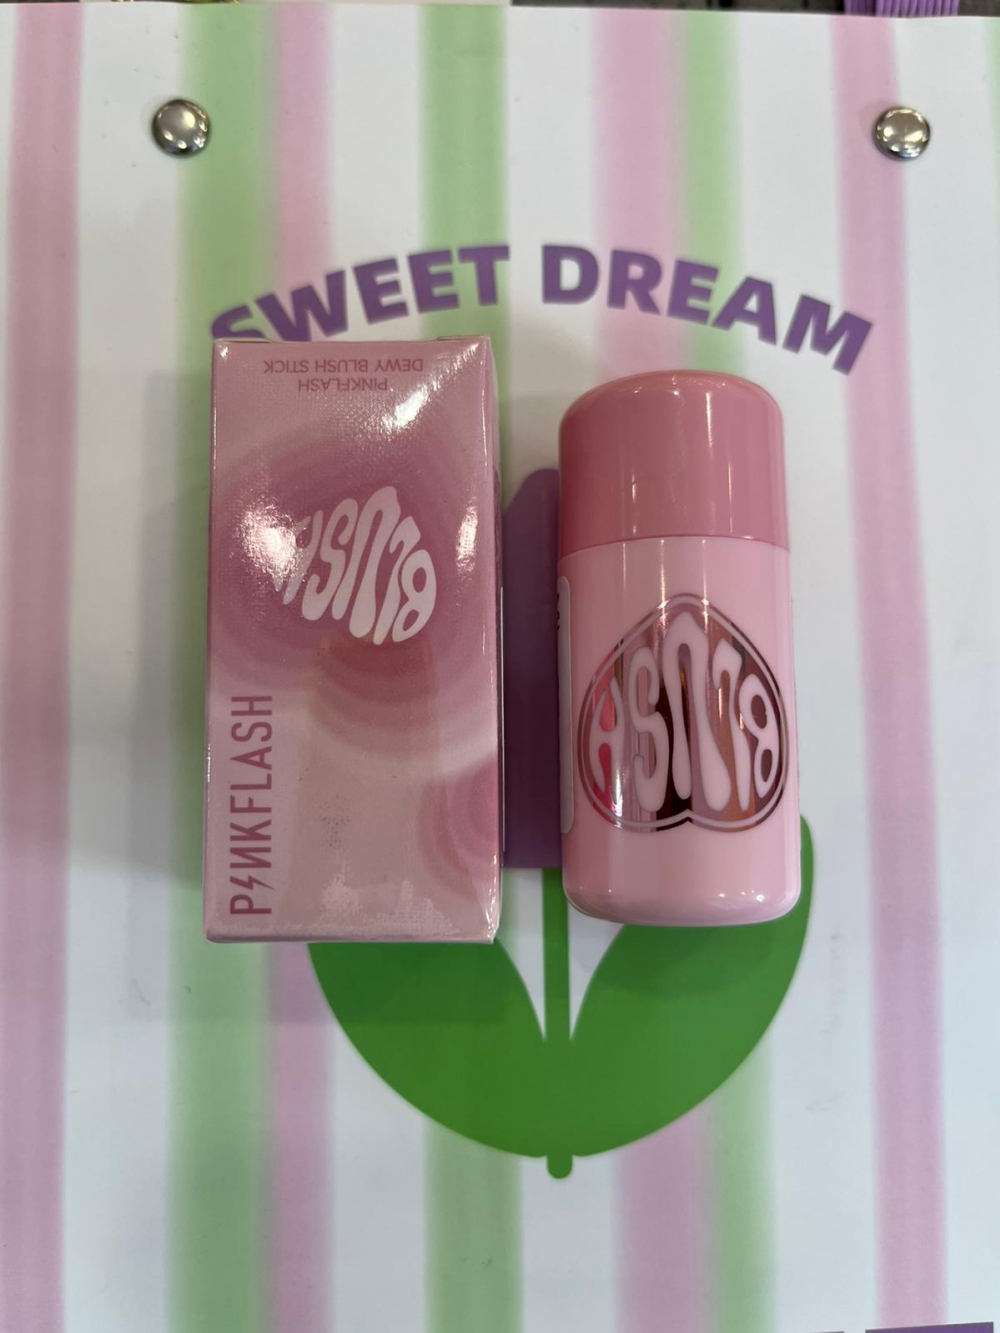 SWEET DREAM
PINKFLASH
DEWY BLUSH STICK
BLUSH
PINKFLASH
BLUSH